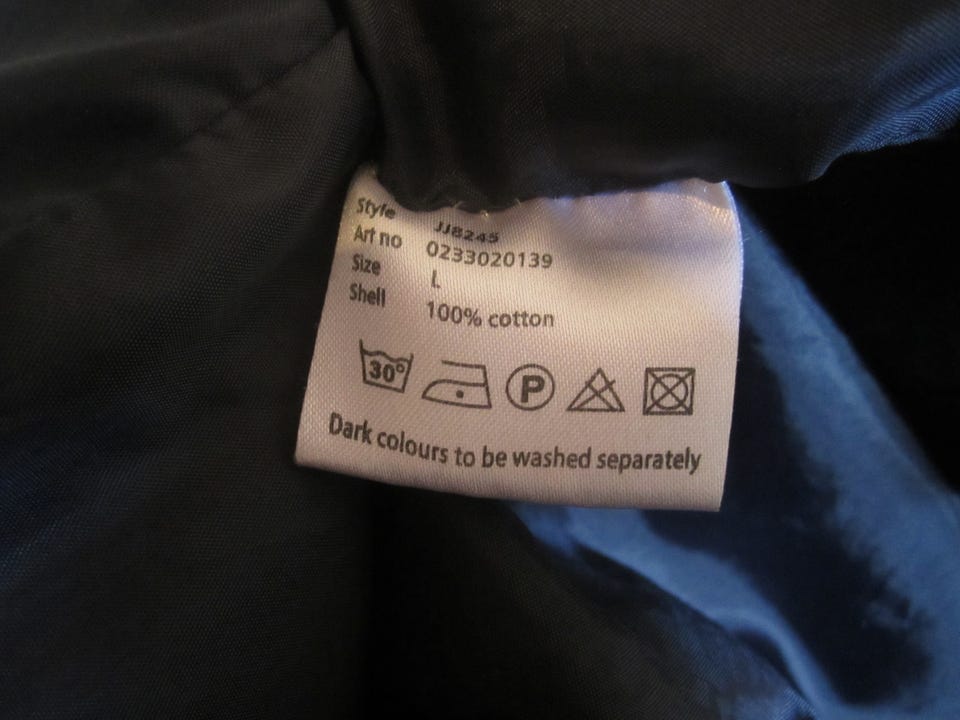 Style JJ8245
Art no 0233020139
Size L
Shell 100% cotton
30° P
Dark colours to be washed separately